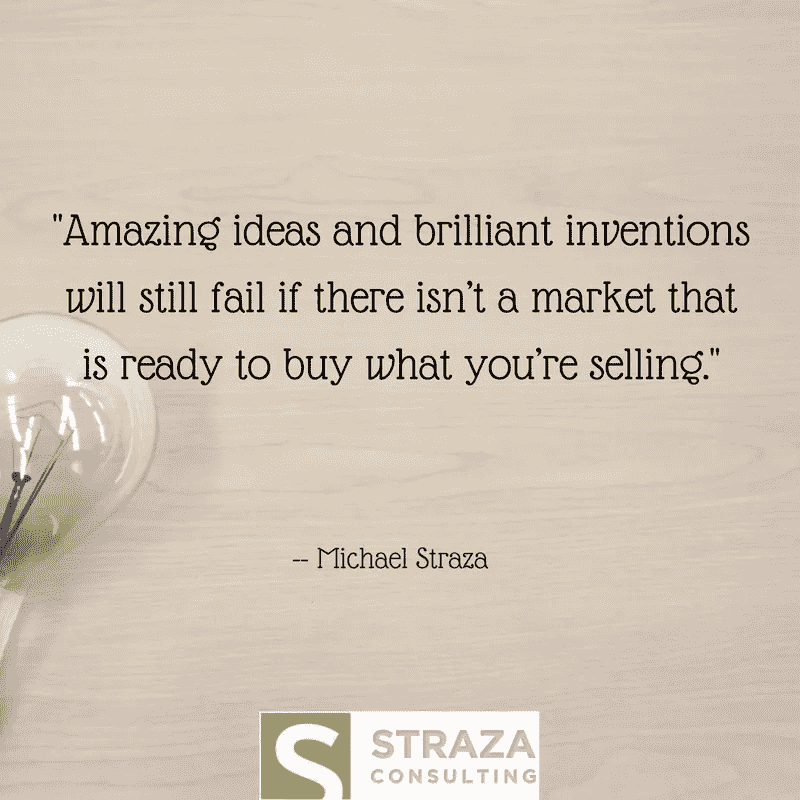 "Amazing ideas and brilliant inventions
will still fail if there isn't a market that
is ready to buy what you're selling."
-- Michael Straza
S STRAZA
CONSULTING